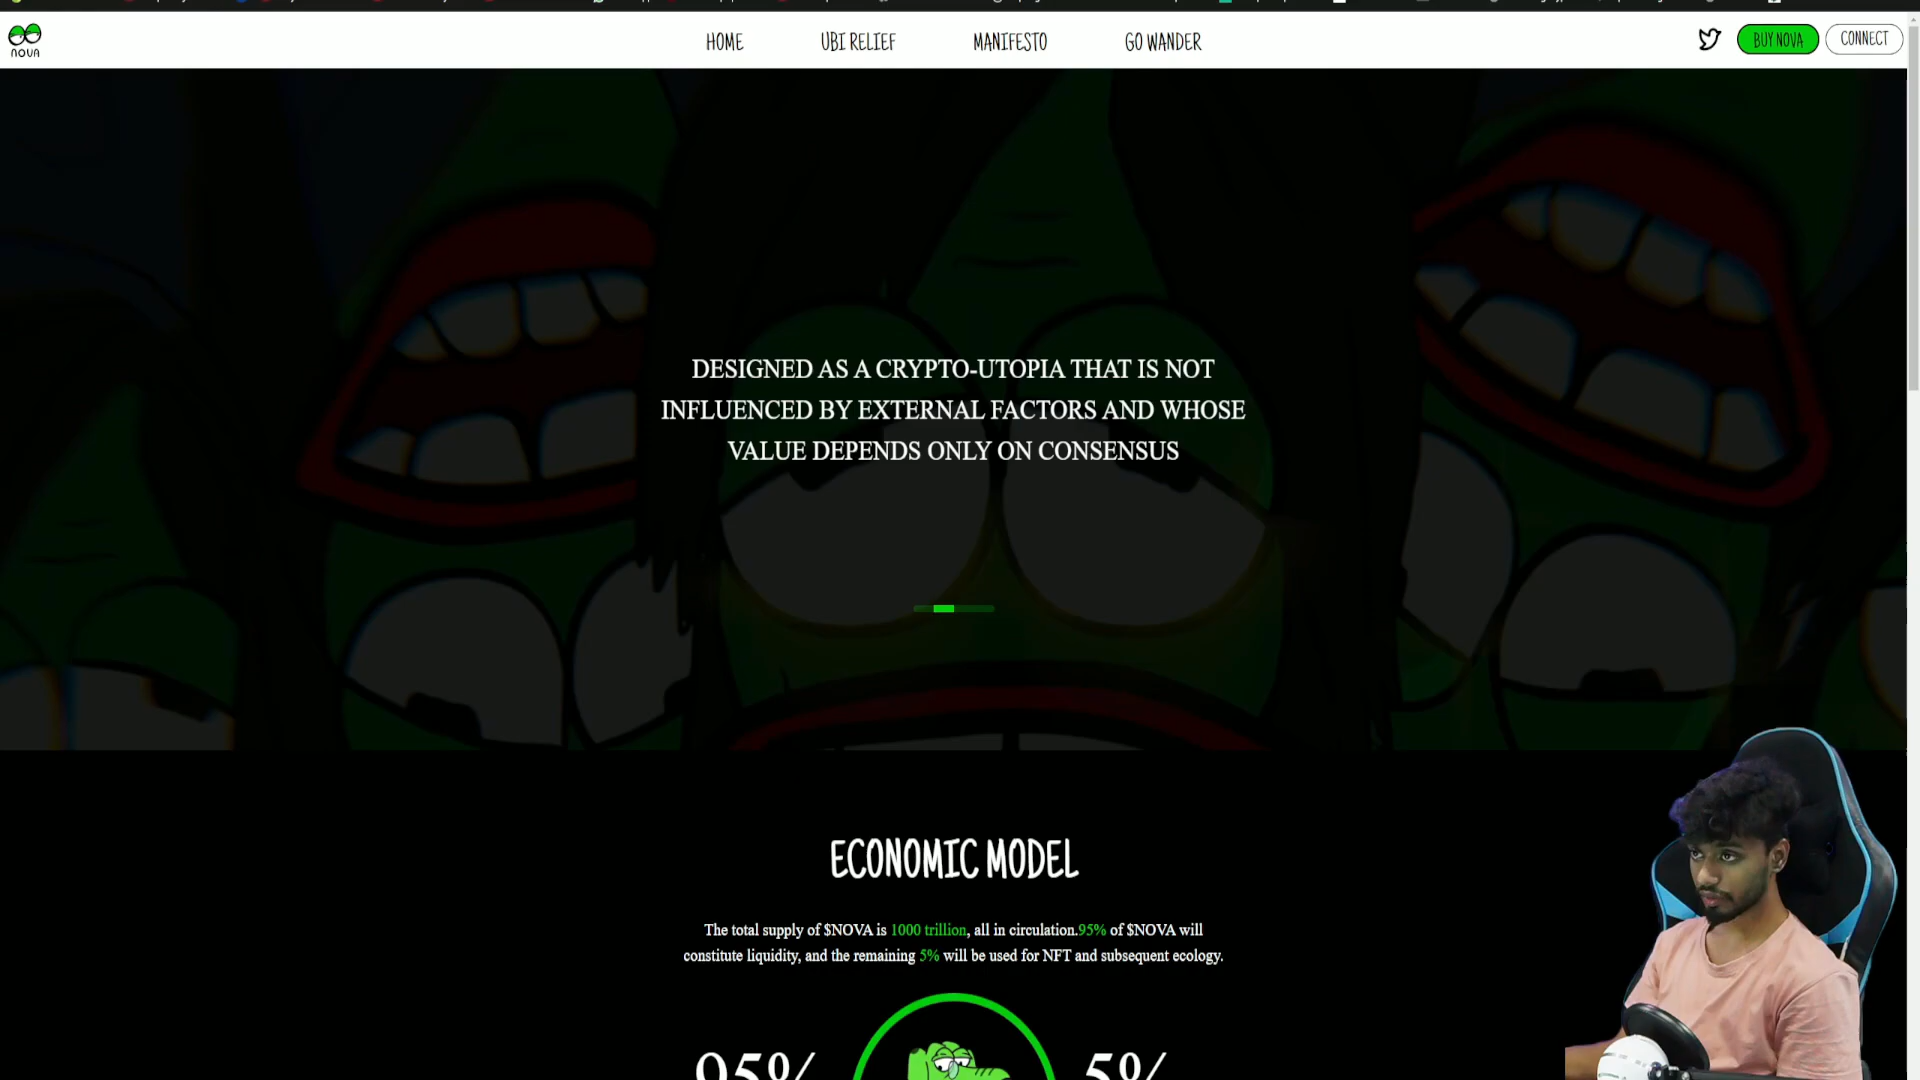 NOVA
HOME
UBI RELIEF
MANIFESTO
GO WANDER
BUY NOVA
CONNECT
DESIGNED AS A CRYPTO-UTOPIA THAT IS NOT
INFLUENCED BY EXTERNAL FACTORS AND WHOSE
VALUE DEPENDS ONLY ON CONSENSUS
ECONOMIC MODEL
The total supply of $NOVA is 1000 trillion, all in circulation.95% of $NOVA will
constitute liquidity, and the remaining 5% will be used for NFT and subsequent ecology.
95%
5%